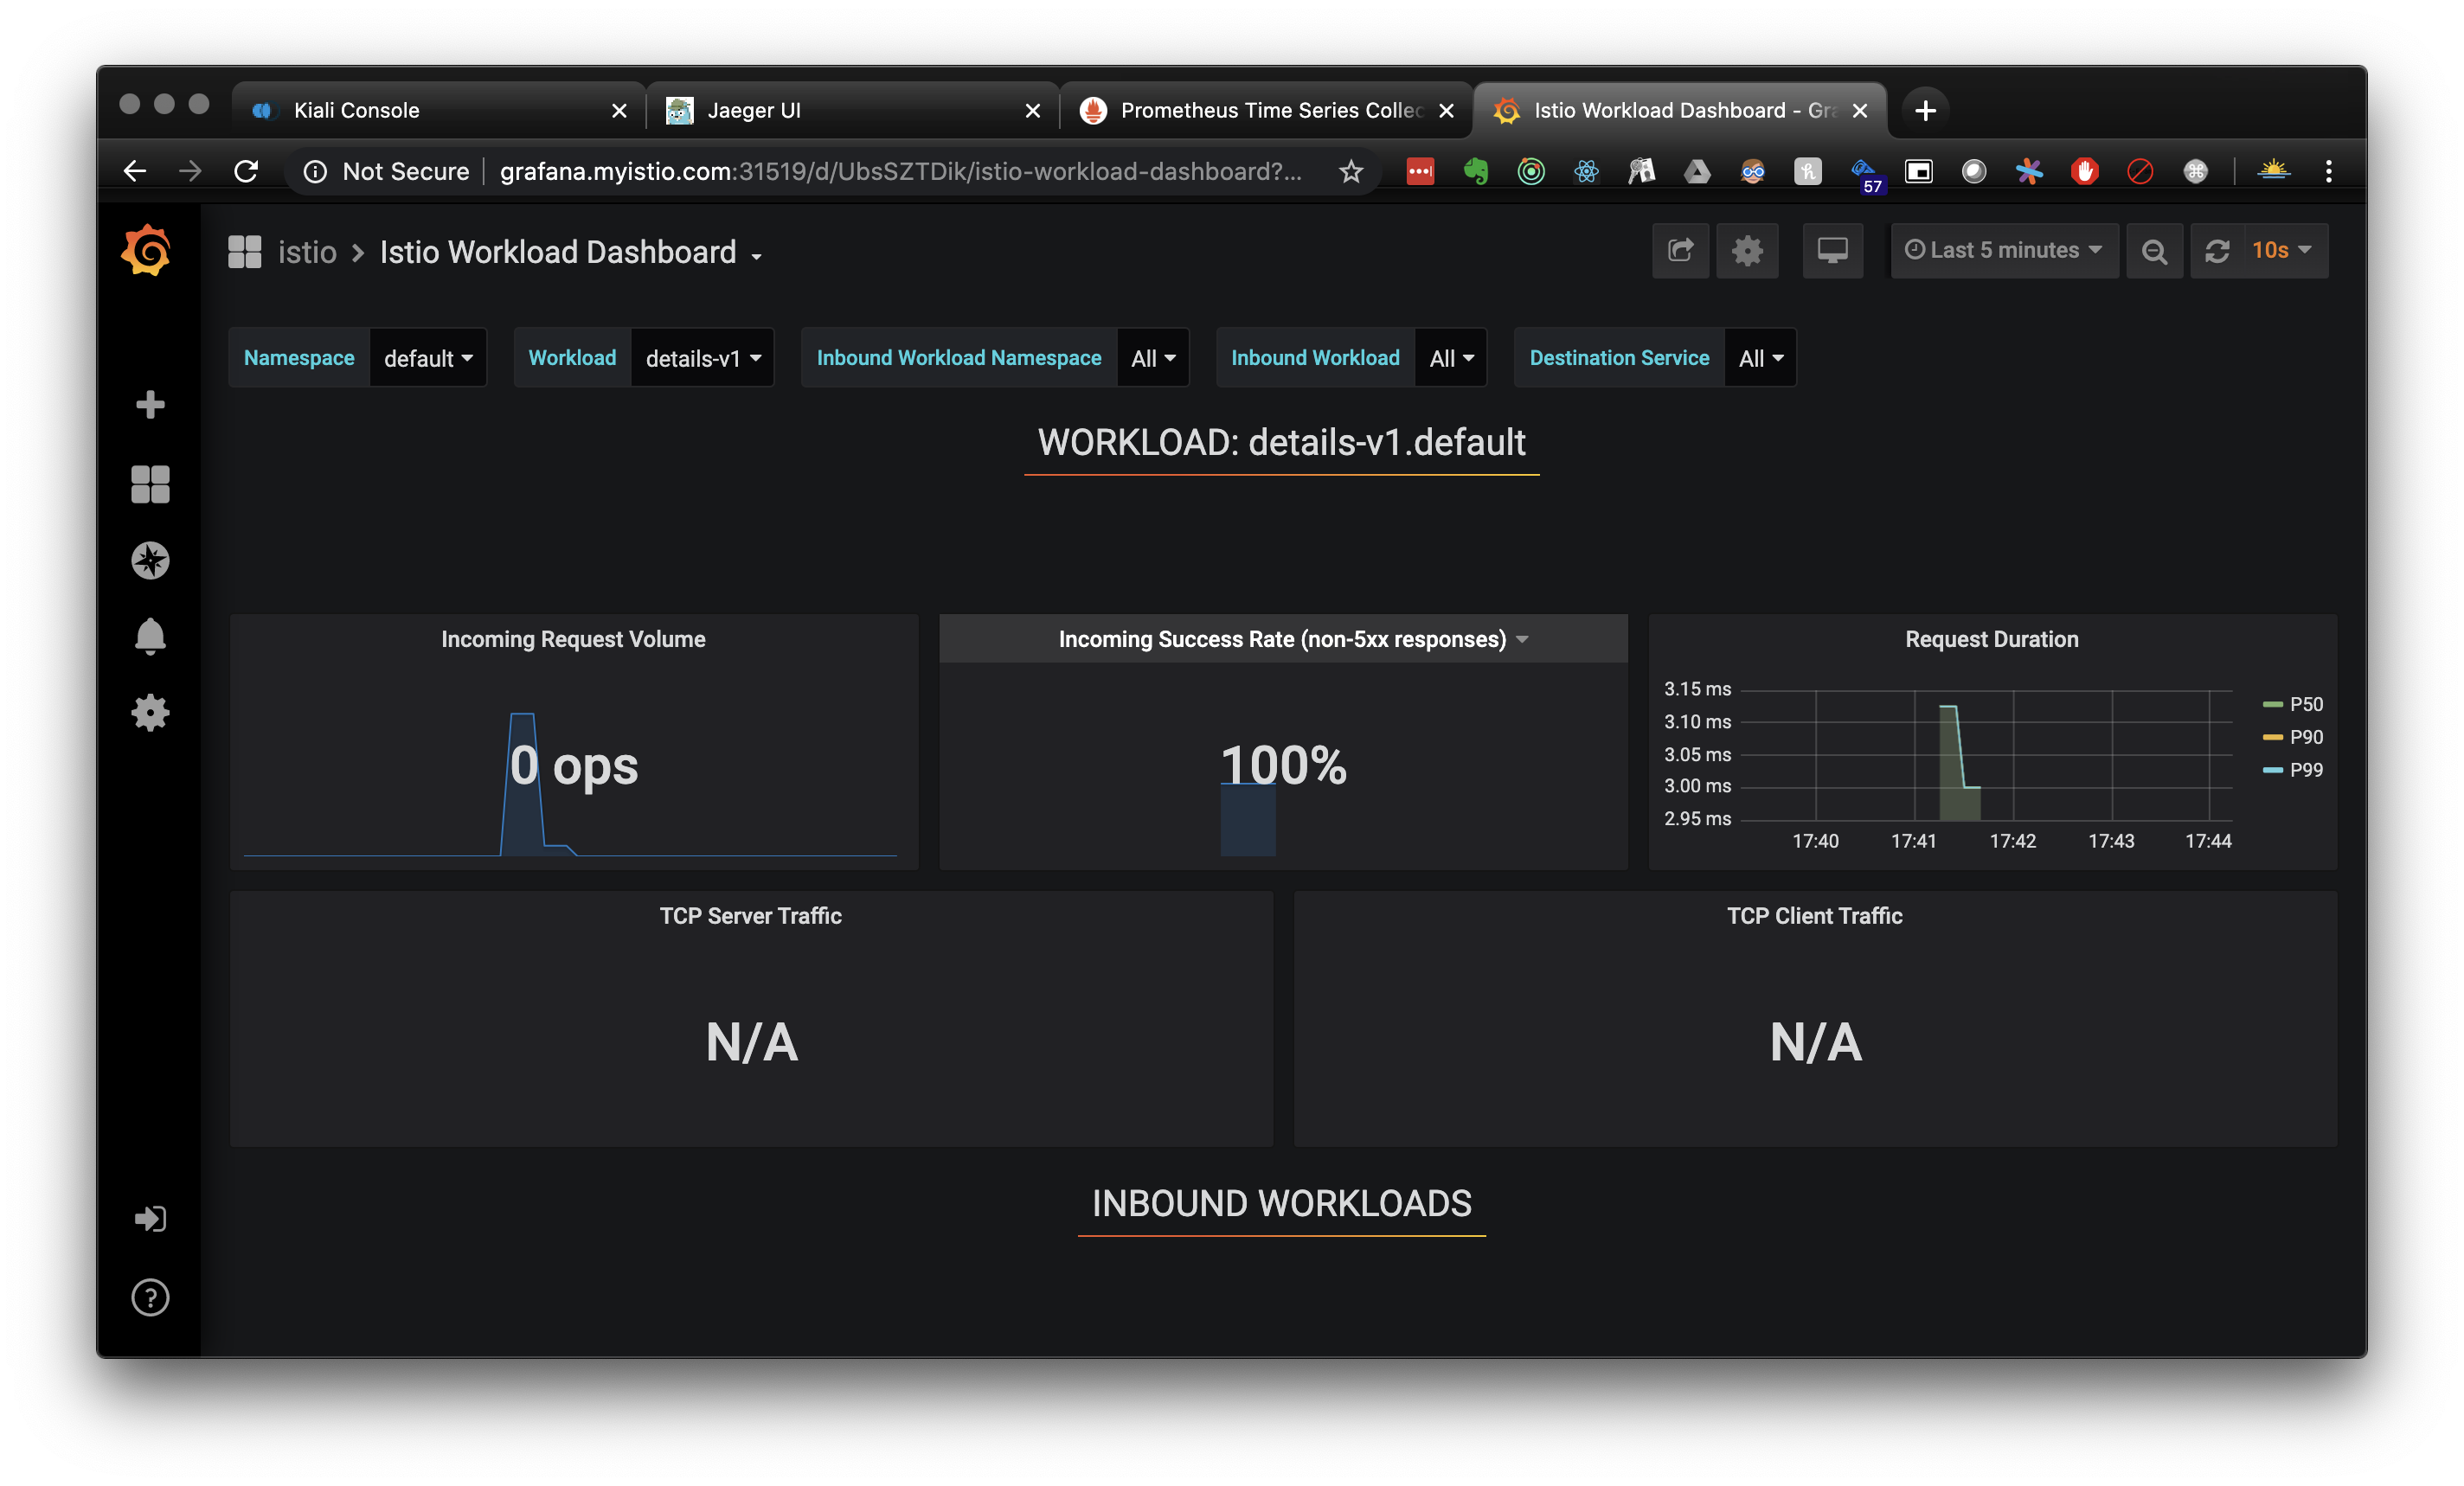 Kiali Console
Jaeger UI
Prometheus Time Series Collec
Istio Workload Dashboard - Gra
Not Secure
grafana.myistio.com:31519/d/UbsSZTDik/istio-workload-dashboard?...
57
istio > Istio Workload Dashboard
Last 5 minutes
10s
Namespace default
Workload details-v1
Inbound Workload Namespace All
Inbound Workload All
Destination Service All
WORKLOAD: details-v1.default
Incoming Request Volume
0 ops
Incoming Success Rate (non-5xx responses)
100%
Request Duration
3.15 ms
3.10 ms
3.05 ms
3.00 ms
2.95 ms
17:40 17:41 17:42 17:43 17:44
P50
P90
P99
TCP Server Traffic
N/A
TCP Client Traffic
N/A
INBOUND WORKLOADS